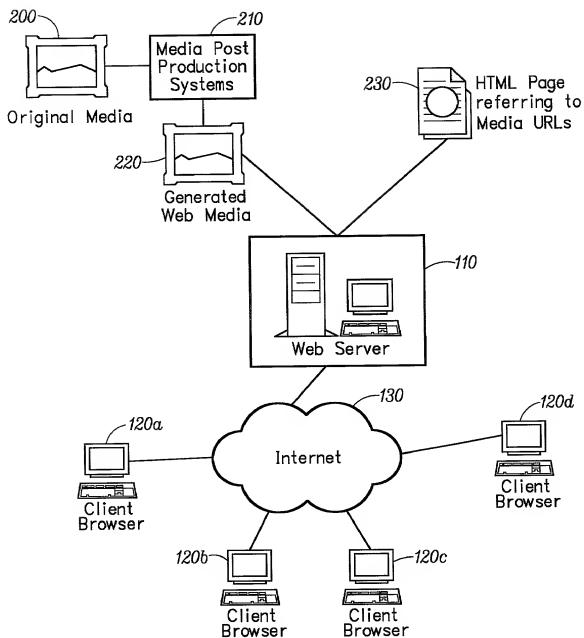 200
210
Media Post
Production
Systems
Original Media
230
HTML Page
referring to
Media URLs
220
Generated
Web Media
110
Web Server
130
Internet
120a
Client
Browser
120d
Client
Browser
120b
Client
Browser
120c
Client
Browser